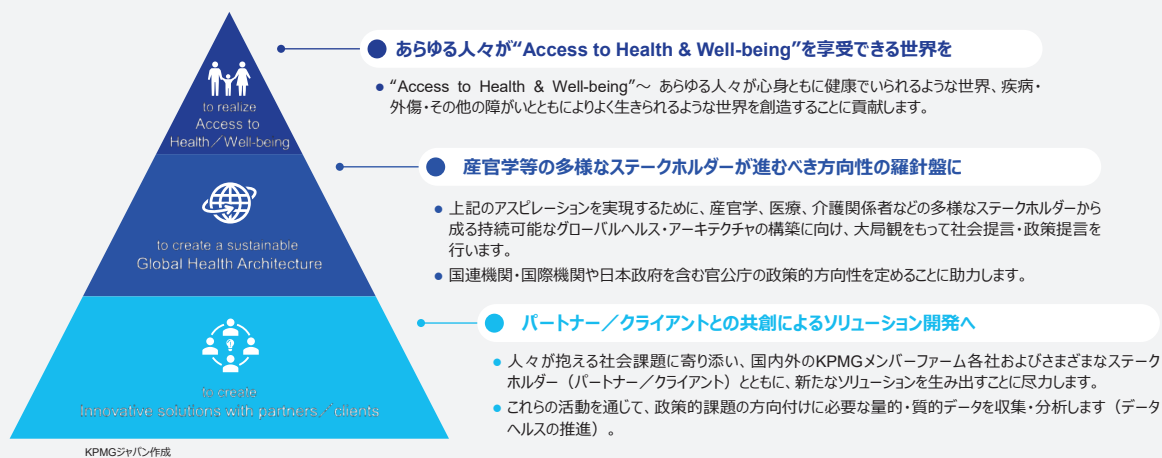 to realize
Access to
Health／Well-being
あらゆる人々が“Access to Health & Well-being”を享受できる世界を
● “Access to Health & Well-being”～ あらゆる人々が心身ともに健康でいられるような世界、疾病・
外傷・その他の障がいとともによりよく生きられるような世界を創造することに貢献します。
to create a sustainable
Global Health Architecture
産官学等の多様なステークホルダーが進むべき方向性の羅針盤に
● 上記のアスピレーションを実現するために、産官学、医療、介護関係者などの多様なステークホルダーから
成る持続可能なグローバルヘルス・アーキテクチャの構築に向け、大局観をもって社会提言・政策提言を
行います。
● 国連機関・国際機関や日本政府を含む官公庁の政策的方向性を定めることに助力します。
to create
Innovative solutions with partners／clients
パートナー／クライアントとの共創によるソリューション開発へ
● 人々が抱える社会課題に寄り添い、国内外のKPMGメンバーファーム各社およびさまざまなステーク
ホルダー（パートナー／クライアント）とともに、新たなソリューションを生み出すことに尽力します。
● これらの活動を通じて、政策的課題の方向付けに必要な量的・質的データを収集・分析します（データ
ヘルスの推進）。
KPMGジャパン作成